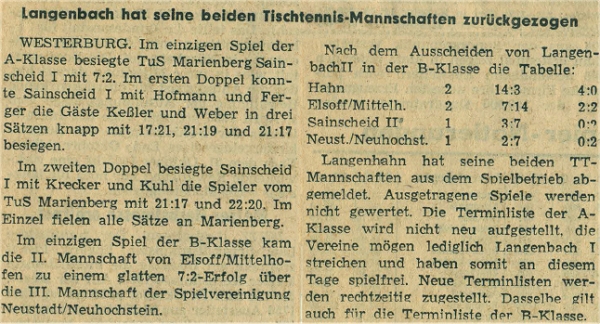 Langenbach hat seine beiden Tischtennis-Mannschaften zurückgezogen
WESTERBURG. Im einzigen Spiel der
A-Klasse besiegte TuS Marienberg Sain-
scheid I mit 7:2. Im ersten Doppel konn-
te Sainscheid I mit Hofmann und Fer-
ger die Gäste Keßler und Weber in drei
Sätzen knapp mit 17:21, 21:19 und 21:17
besiegen.
Im zweiten Doppel besiegte Sainscheid
I mit Krecker und Kuhl die Spieler vom
TuS Marienberg mit 21:17 und 22:20. Im
Einzel fielen alle Sätze an Marienberg.
Im einzigen Spiel der B-Klasse kam
die II. Mannschaft von Elsoff/Mittelho-
fen zu einem glatten 7:2-Erfolg über
die III. Mannschaft der Spielvereinigung
Neustadt/Neuhochstein.
Nach dem Ausscheiden von Langen-
bachII in der B-Klasse die Tabelle:
Hahn 2 14:3 4:0
Elsoff/Mittelh. 2 7:14 2:2
Sainscheid II 1 3:7 0:2
Neust./Neuhochst. 1 2:7 0:2
Langenhahn hat seine beiden TT-
Mannschaften aus dem Spielbetrieb ab-
gemeldet. Ausgetragene Spiele werden
nicht gewertet. Die Terminliste der A-
Klasse wird nicht neu aufgestellt, die
Vereine mögen lediglich Langenbach I
streichen und haben somit an diesem
Tage spielfrei. Neue Terminlisten wer-
den rechtzeitig zugestellt. Dasselbe gilt
auch für die Terminliste der B-Klasse.